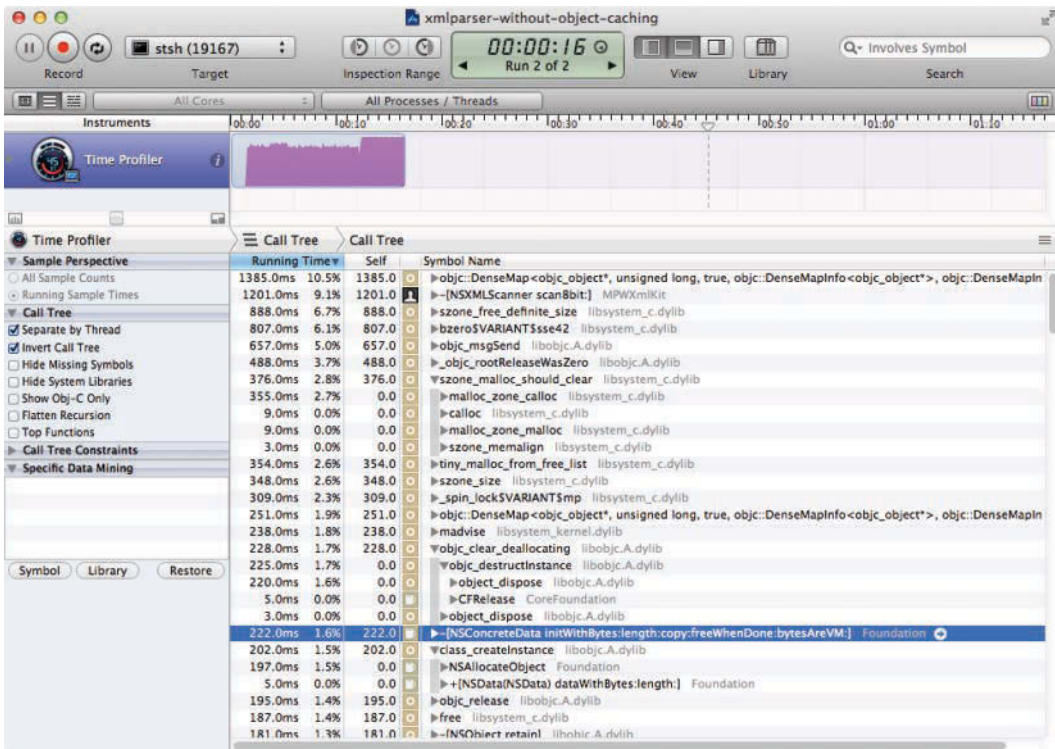 xmlparser-without-object-caching
stsh (19167)
00:00:16
Run 2 of 2
Involves Symbol
Record
Target
Inspection Range
View
Library
Search
All Cores
All Processes / Threads
Instruments
00:00 00:10 00:20 00:30 00:40 00:50 01:00 01:10
Time Profiler
Time Profiler
Call Tree
Call Tree
Sample Perspective
All Sample Counts
Running Sample Times
Call Tree
Separate by Thread
Invert Call Tree
Hide Missing Symbols
Hide System Libraries
Show Obj-C Only
Flatten Recursion
Top Functions
Call Tree Constraints
Specific Data Mining
Symbol
Library
Restore
Running Time Self Symbol Name
1385.0ms 10.5% 1385.0 objc::DenseMap<objc_object*, unsigned long, true, objc::DenseMapInfo<objc_object*>, objc::DenseMapIn
1201.0ms 9.1% 1201.0 -[NSXMLScanner scan8bit:] MPWXmlKit
888.0ms 6.7% 888.0 szone_free_definite_size libsystem_c.dylib
807.0ms 6.1% 807.0 bzero$VARIANT$sse42 libsystem_c.dylib
657.0ms 5.0% 657.0 objc_msgSend libobjc.A.dylib
488.0ms 3.7% 488.0 _objc_rootReleaseWasZero libobjc.A.dylib
376.0ms 2.8% 376.0 szone_malloc_should_clear libsystem_c.dylib
355.0ms 2.7% 0.0 malloc_zone_calloc libsystem_c.dylib
9.0ms 0.0% 0.0 calloc libsystem_c.dylib
9.0ms 0.0% 0.0 malloc_zone_malloc libsystem_c.dylib
3.0ms 0.0% 0.0 szone_memalign libsystem_c.dylib
354.0ms 2.6% 354.0 tiny_malloc_from_free_list libsystem_c.dylib
348.0ms 2.6% 348.0 szone_size libsystem_c.dylib
309.0ms 2.3% 309.0 _spin_lock$VARIANT$mp libsystem_c.dylib
251.0ms 1.9% 251.0 objc::DenseMap<objc_object*, unsigned long, true, objc::DenseMapInfo<objc_object*>, objc::DenseMapIn
238.0ms 1.8% 238.0 madvise libsystem_kernel.dylib
228.0ms 1.7% 228.0 objc_clear_deallocating libobjc.A.dylib
225.0ms 1.7% 0.0 objc_destructInstance libobjc.A.dylib
220.0ms 1.6% 0.0 object_dispose libobjc.A.dylib
5.0ms 0.0% 0.0 CFRelease CoreFoundation
3.0ms 0.0% 0.0 object_dispose libobjc.A.dylib
222.0ms 1.6% 222.0 -[NSConcreteData initWithBytes:length:copy:freeWhenDone:bytesAreVM:] Foundation
202.0ms 1.5% 202.0 class_createInstance libobjc.A.dylib
197.0ms 1.5% 0.0 NSAllocateObject Foundation
5.0ms 0.0% 0.0 +[NSData(NSData) dataWithBytes:length:] Foundation
195.0ms 1.4% 195.0 objc_release libobjc.A.dylib
187.0ms 1.4% 187.0 free libsystem_c.dylib
181.0ms 1.3% 181.0 -[NSObject retain] libobjc.A.dylib